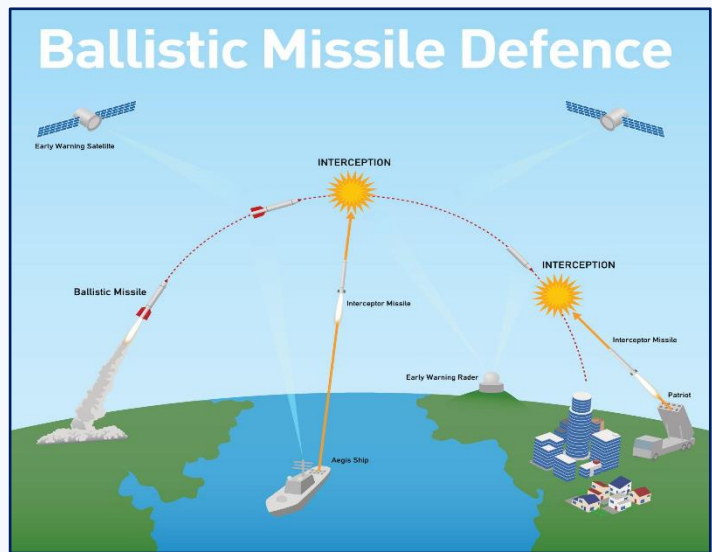 Ballistic Missile Defence
Early Warning Satellite
INTERCEPTION
Ballistic Missile
INTERCEPTION
Interceptor Missile
Interceptor Missile
Early Warning Rader
Patriot
Aegis Ship